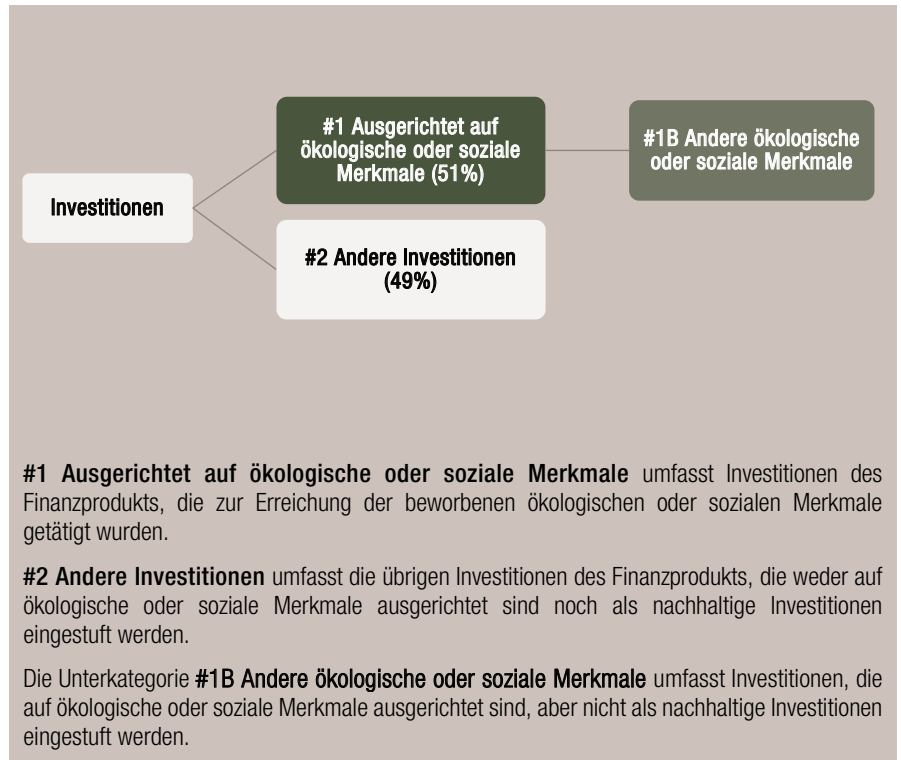 #1 Ausgerichtet auf
ökologische oder soziale
Merkmale (51%)
#1B Andere ökologische
oder soziale Merkmale
Investitionen
#2 Andere Investitionen
(49%)
#1 Ausgerichtet auf ökologische oder soziale Merkmale umfasst Investitionen des
Finanzprodukts, die zur Erreichung der beworbenen ökologischen oder sozialen Merkmale
getätigt wurden.
#2 Andere Investitionen umfasst die übrigen Investitionen des Finanzprodukts, die weder auf
ökologische oder soziale Merkmale ausgerichtet sind noch als nachhaltige Investitionen
eingestuft werden.
Die Unterkategorie #1B Andere ökologische oder soziale Merkmale umfasst Investitionen, die
auf ökologische oder soziale Merkmale ausgerichtet sind, aber nicht als nachhaltige Investitionen
eingestuft werden.